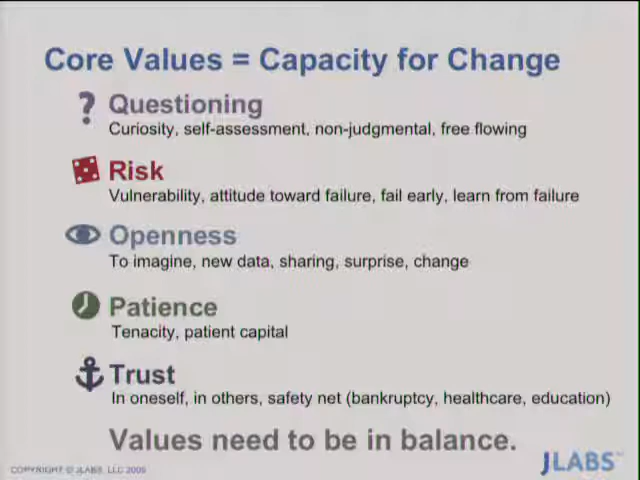 Core Values = Capacity for Change
? Questioning
Curiosity, self-assessment, non-judgmental, free flowing
Risk
Vulnerability, attitude toward failure, fail early, learn from failure
Openness
To imagine, new data, sharing, surprise, change
Patience
Tenacity, patient capital
Trust
In oneself, in others, safety net (bankruptcy, healthcare, education)
Values need to be in balance.
COPYRIGHT © JLABS, LLC 2009
JLABS™